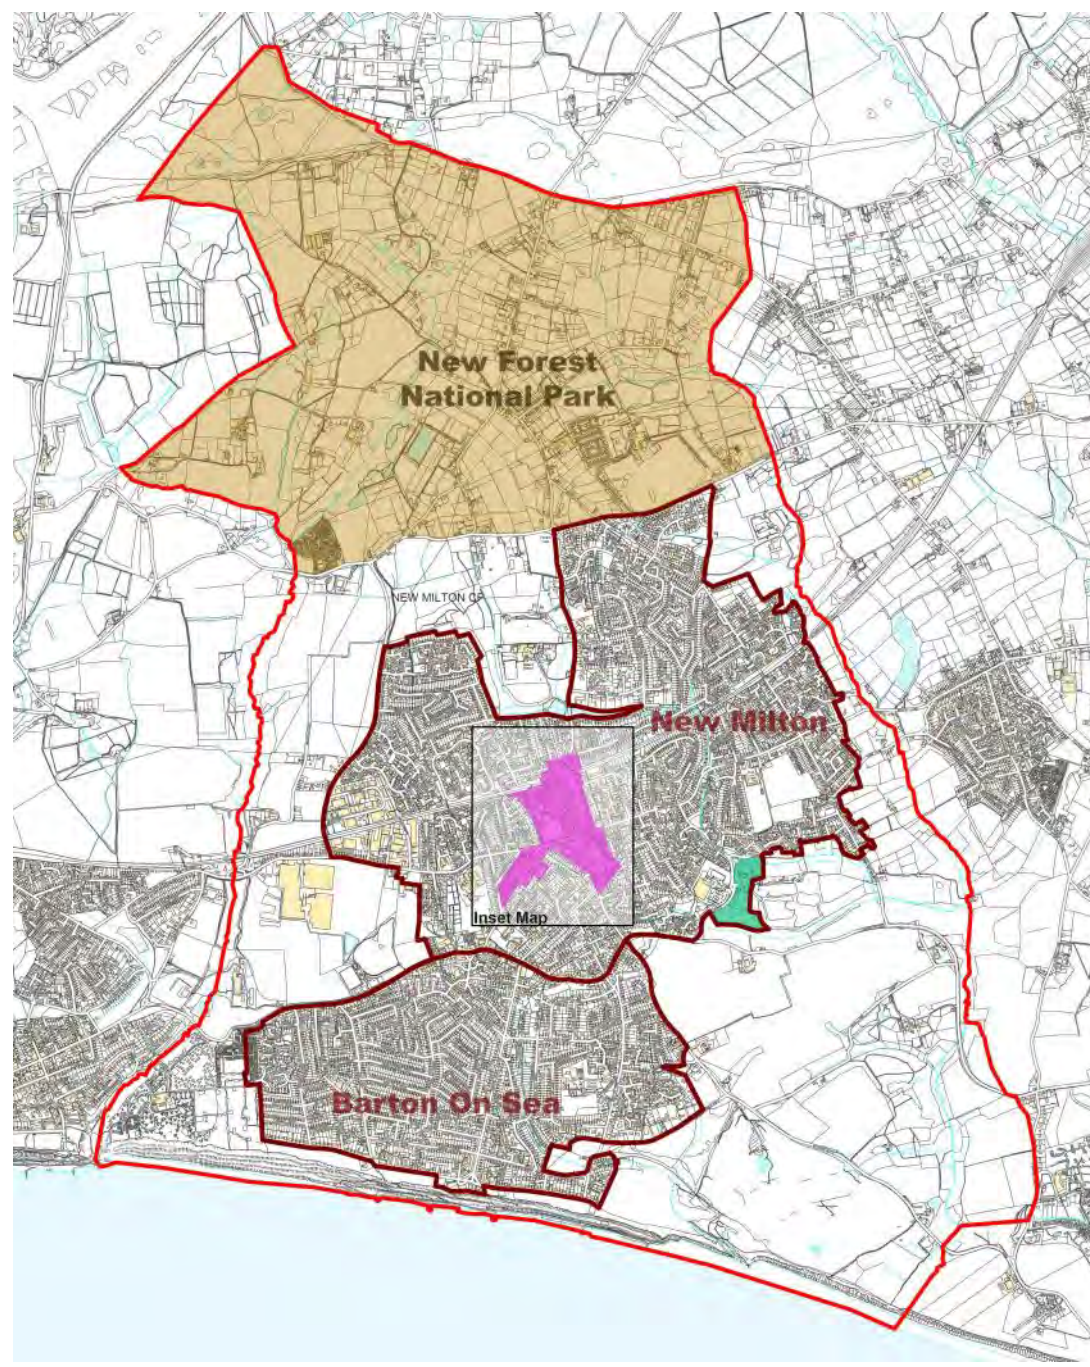 New Forest
National Park
NEW MILTON CP
New Milton
Inset Map
Barton On Sea